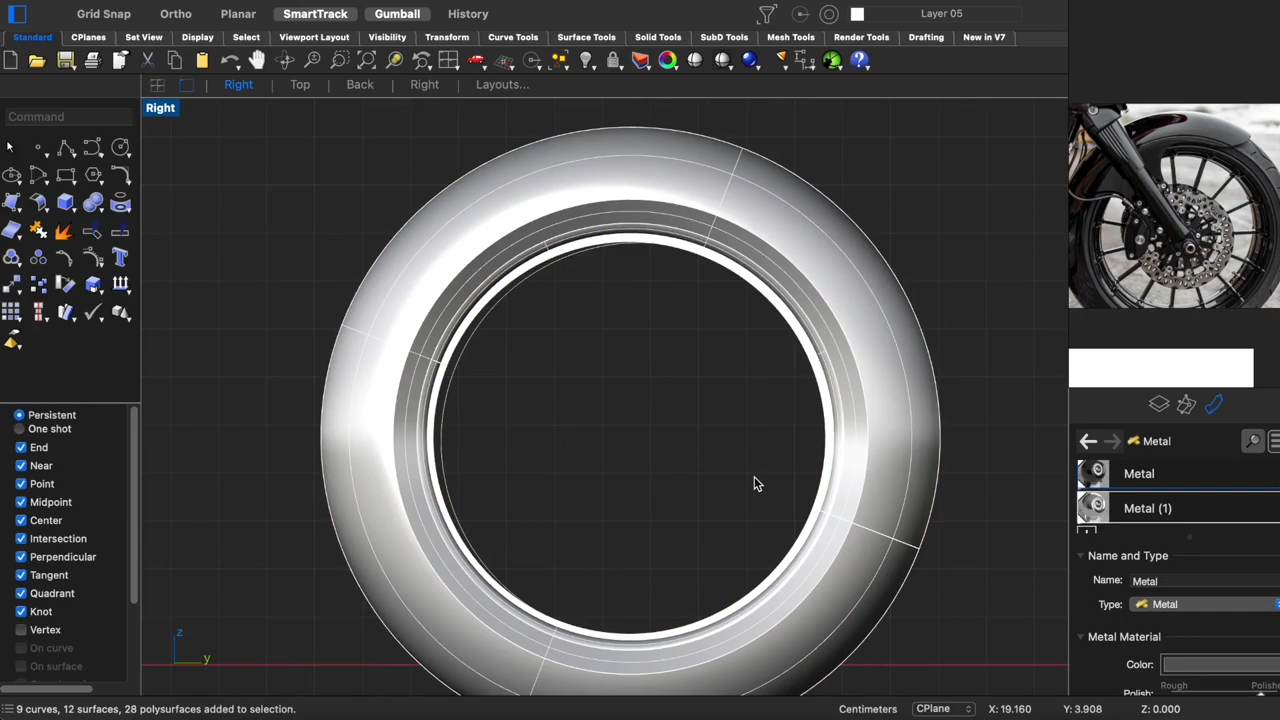 Grid Snap Ortho Planar SmartTrack Gumball History Layer 05
Standard CPlanes Set View Display Select Viewport Layout Visibility Transform Curve Tools Surface Tools Solid Tools SubD Tools Mesh Tools Render Tools Drafting New in V7
Right Top Back Right Layouts...
Right
Command
Persistent
One shot
End
Near
Point
Midpoint
Center
Intersection
Perpendicular
Tangent
Quadrant
Knot
Vertex
On curve
On surface
z
y
Metal
Metal
Metal (1)
Name and Type
Name: Metal
Type: Metal
Metal Material
Color:
Rough Polishe
Polish:
9 curves, 12 surfaces, 28 polysurfaces added to selection. Centimeters CPlane X: 19.160 Y: 3.908 Z: 0.000